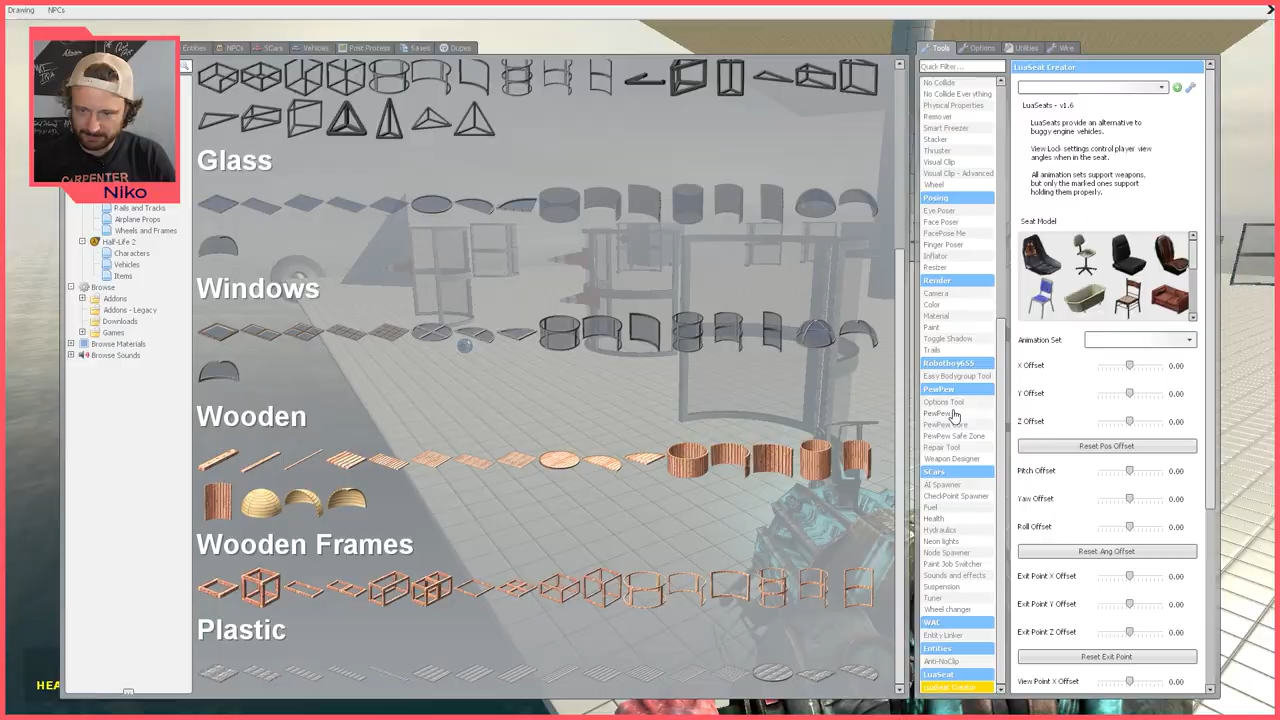 Drawing NPCs
Entities NPCs SCars Vehicles Post Process Saves Dupes
Tools Options Utilities Wire
Niko
CARPENTER
Rails and Tracks
Airplane Props
Wheels and Frames
Half-Life 2
Characters
Vehicles
Items
Browse
Addons
Addons - Legacy
Downloads
Games
Browse Materials
Browse Sounds
Glass
Windows
Wooden
Wooden Frames
Plastic
HEA
Quick Filter...
No Collide
No Collide Everything
Physical Properties
Remover
Smart Freezer
Stacker
Thruster
Visual Clip
Visual Clip - Advanced
Wheel
Posing
Eye Poser
Face Poser
FacePose Me
Finger Poser
Inflator
Resizer
Render
Camera
Color
Material
Paint
Toggle Shadow
Trails
Robotboy655
Easy Bodygroup Tool
PewPew
Options Tool
PewPew
PewPew Core
PewPew Safe Zone
Repair Tool
Weapon Designer
SCars
AI Spawner
CheckPoint Spawner
Fuel
Health
Hydraulics
Neon lights
Node Spawner
Paint Job Switcher
Sounds and effects
Suspension
Tuner
Wheel changer
WAC
Entity Linker
Entities
Anti-NoClip
LuaSeat
LuaSeat Creator
LuaSeat Creator
LuaSeats - v1.6
LuaSeats provide an alternative to
buggy engine vehicles.
View Lock settings control player view
angles when in the seat.
All animation sets support weapons,
but only the marked ones support
holding them properly.
Seat Model
Animation Set
X Offset 0.00
Y Offset 0.00
Z Offset 0.00
Reset Pos Offset
Pitch Offset 0.00
Yaw Offset 0.00
Roll Offset 0.00
Reset Ang Offset
Exit Point X Offset 0.00
Exit Point Y Offset 0.00
Exit Point Z Offset 0.00
Reset Exit Point
View Point X Offset 0.00